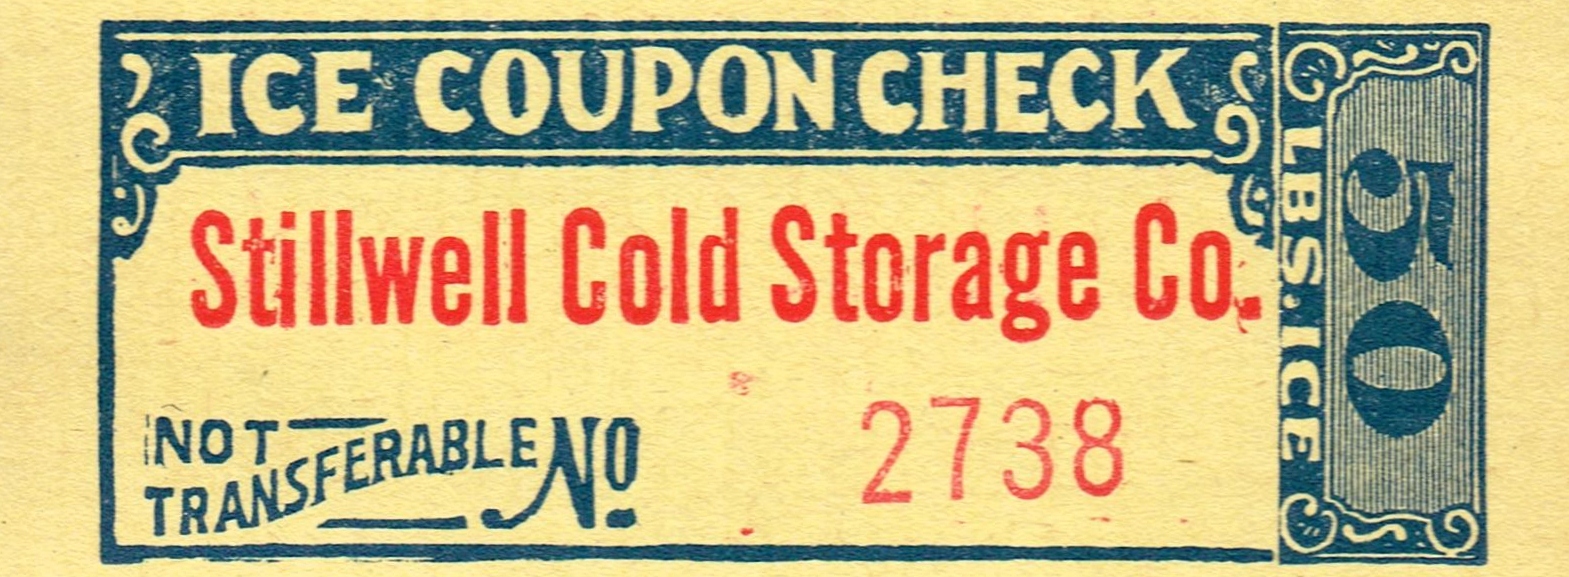 ICE COUPON CHECK
Stillwell Cold Storage Co.
NOT TRANSFERABLE No. 2738
50
LBS. ICE